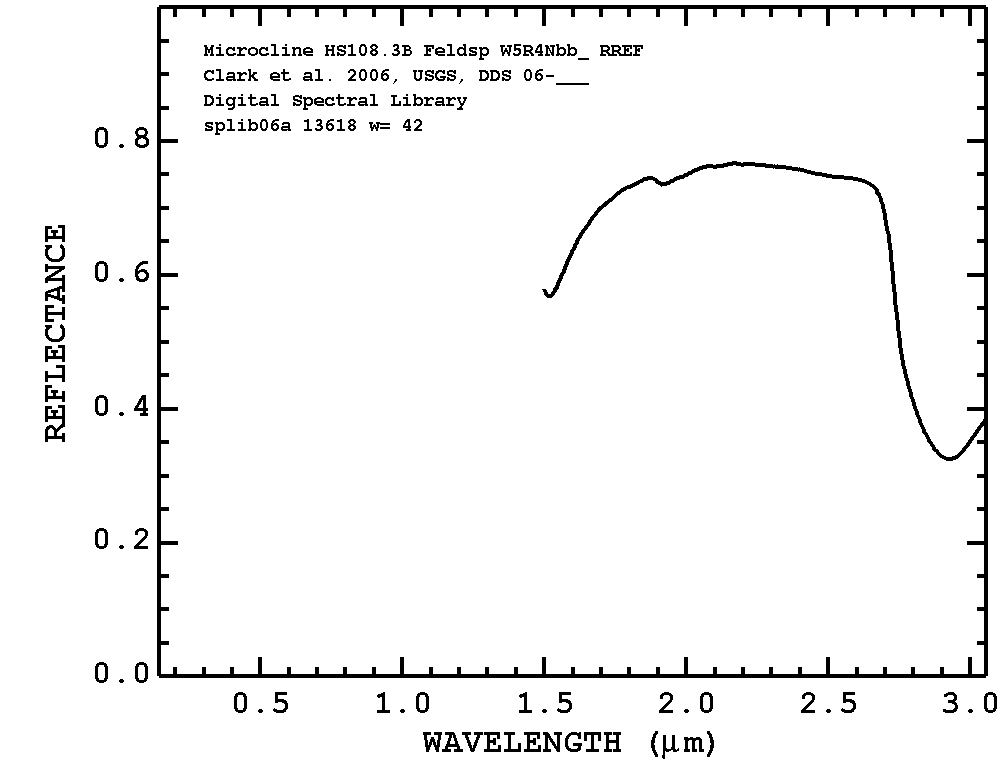 Microcline HS108.3B Feldsp W5R4Nbb_ RREF
Clark et al. 2006, USGS, DDS 06-___
Digital Spectral Library
splib06a 13618 w= 42
0.8
0.6
0.4
0.2
0.0
REFLECTANCE
0.5 1.0 1.5 2.0 2.5 3.0
WAVELENGTH (μm)